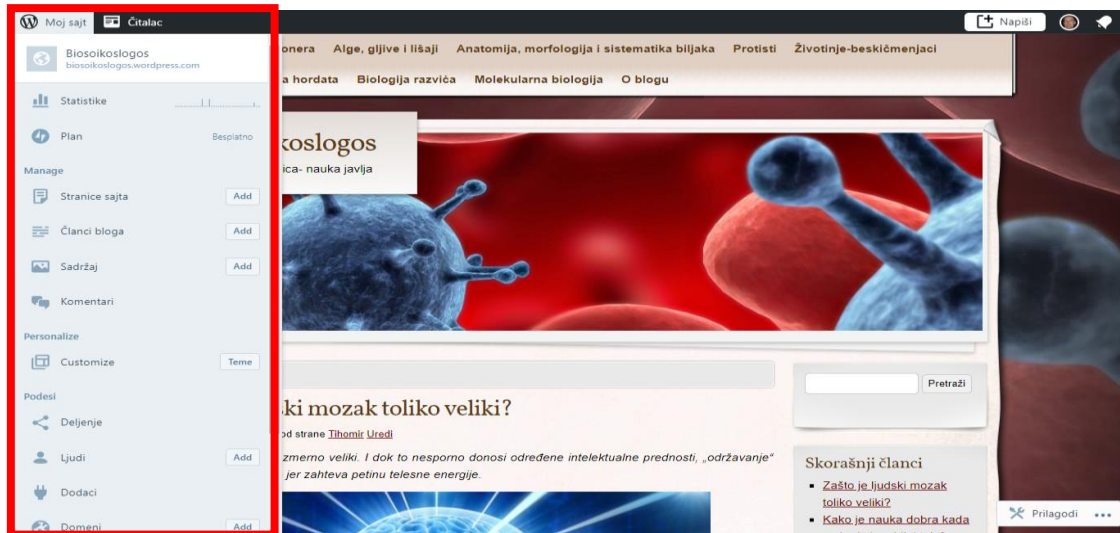 Moj sajt Čitalac Napiši
Biosoikoslogos
biosoikoslogos.wordpress.com
Statistike
Plan Besplatno
Manage
Stranice sajta Add
Članci bloga Add
Sadržaj Add
Komentari
Personalize
Customize Teme
Podesi
Deljenje
Ljudi Add
Dodaci
Domeni Add
onera Alge, gljive i lišaji Anatomija, morfologija i sistematika biljaka Protisti Životinje-beskičmenjaci
a hordata Biologija razvića Molekularna biologija O blogu
koslogos
ica- nauka javlja
ki mozak toliko veliki?
od strane Tihomir Uredi
zmerno veliki. I dok to nesporno donosi određene intelektualne prednosti, „održavanje“
jer zahteva petinu telesne energije.
Pretraži
Skorašnji članci
Zašto je ljudski mozak
toliko veliki?
Kako je nauka dobra kada
Prilagodi